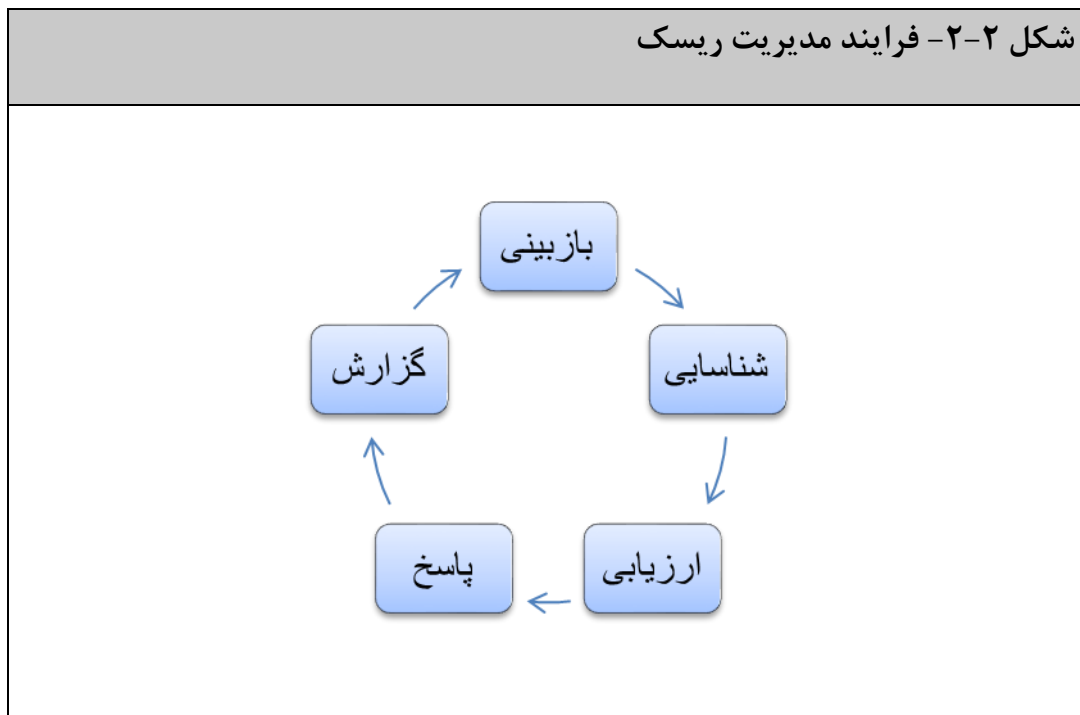 شکل ۲-۲- فرایند مدیریت ریسک
بازبینی
شناسایی
ارزیابی
پاسخ
گزارش